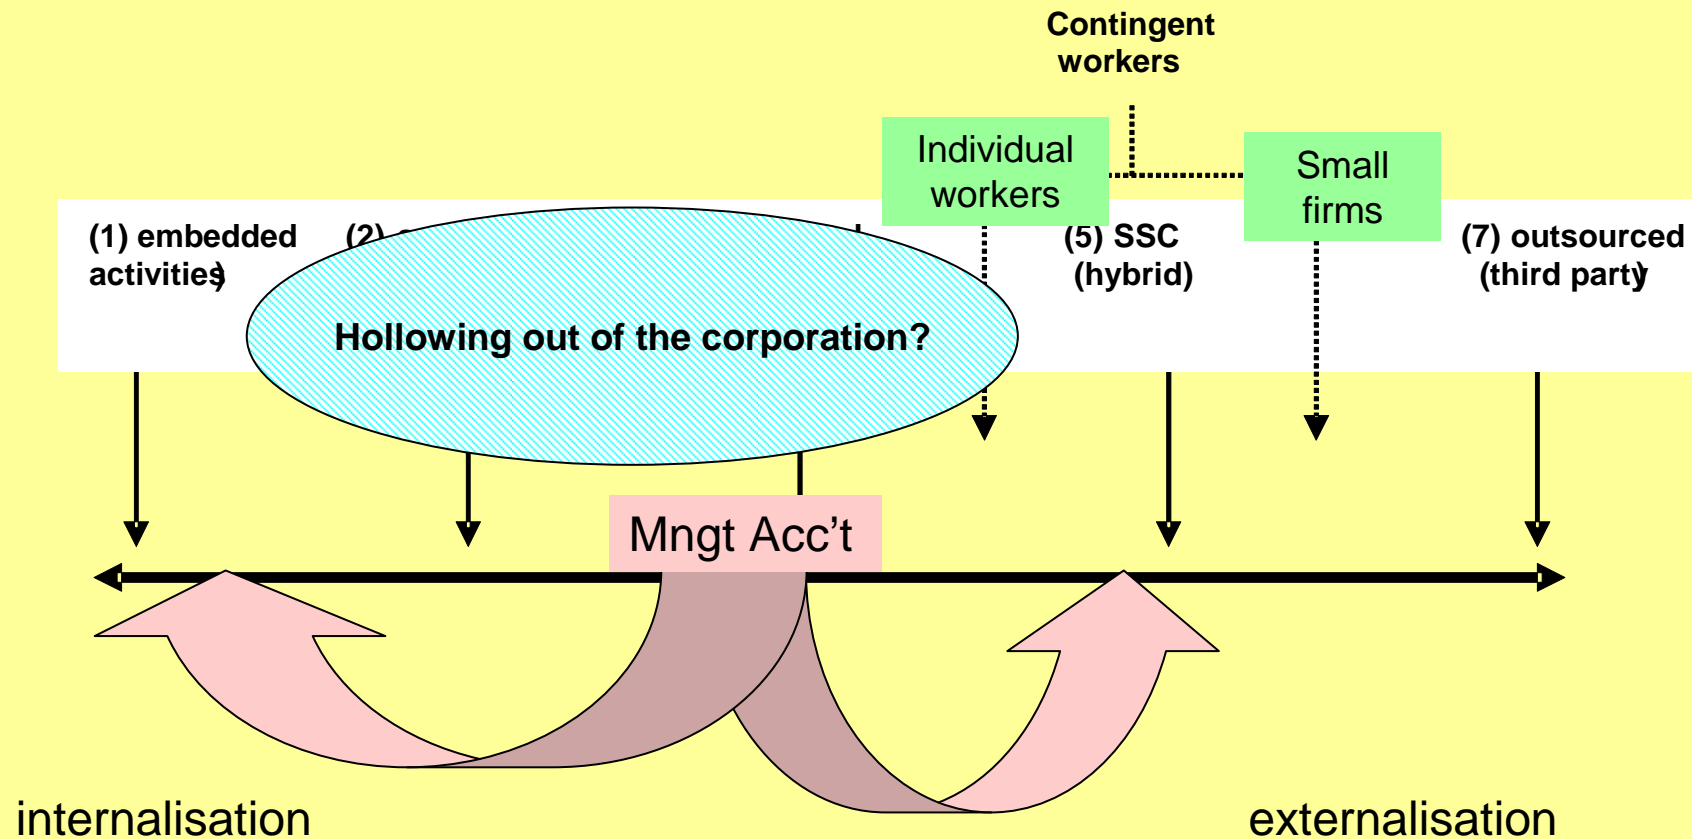 Contingent
workers
Individual
workers
Small
firms
(1) embedded
activities)
(2)
(5) SSC
(hybrid)
(7) outsourced
(third party)
Hollowing out of the corporation?
Mngt Acc't
internalisation
externalisation